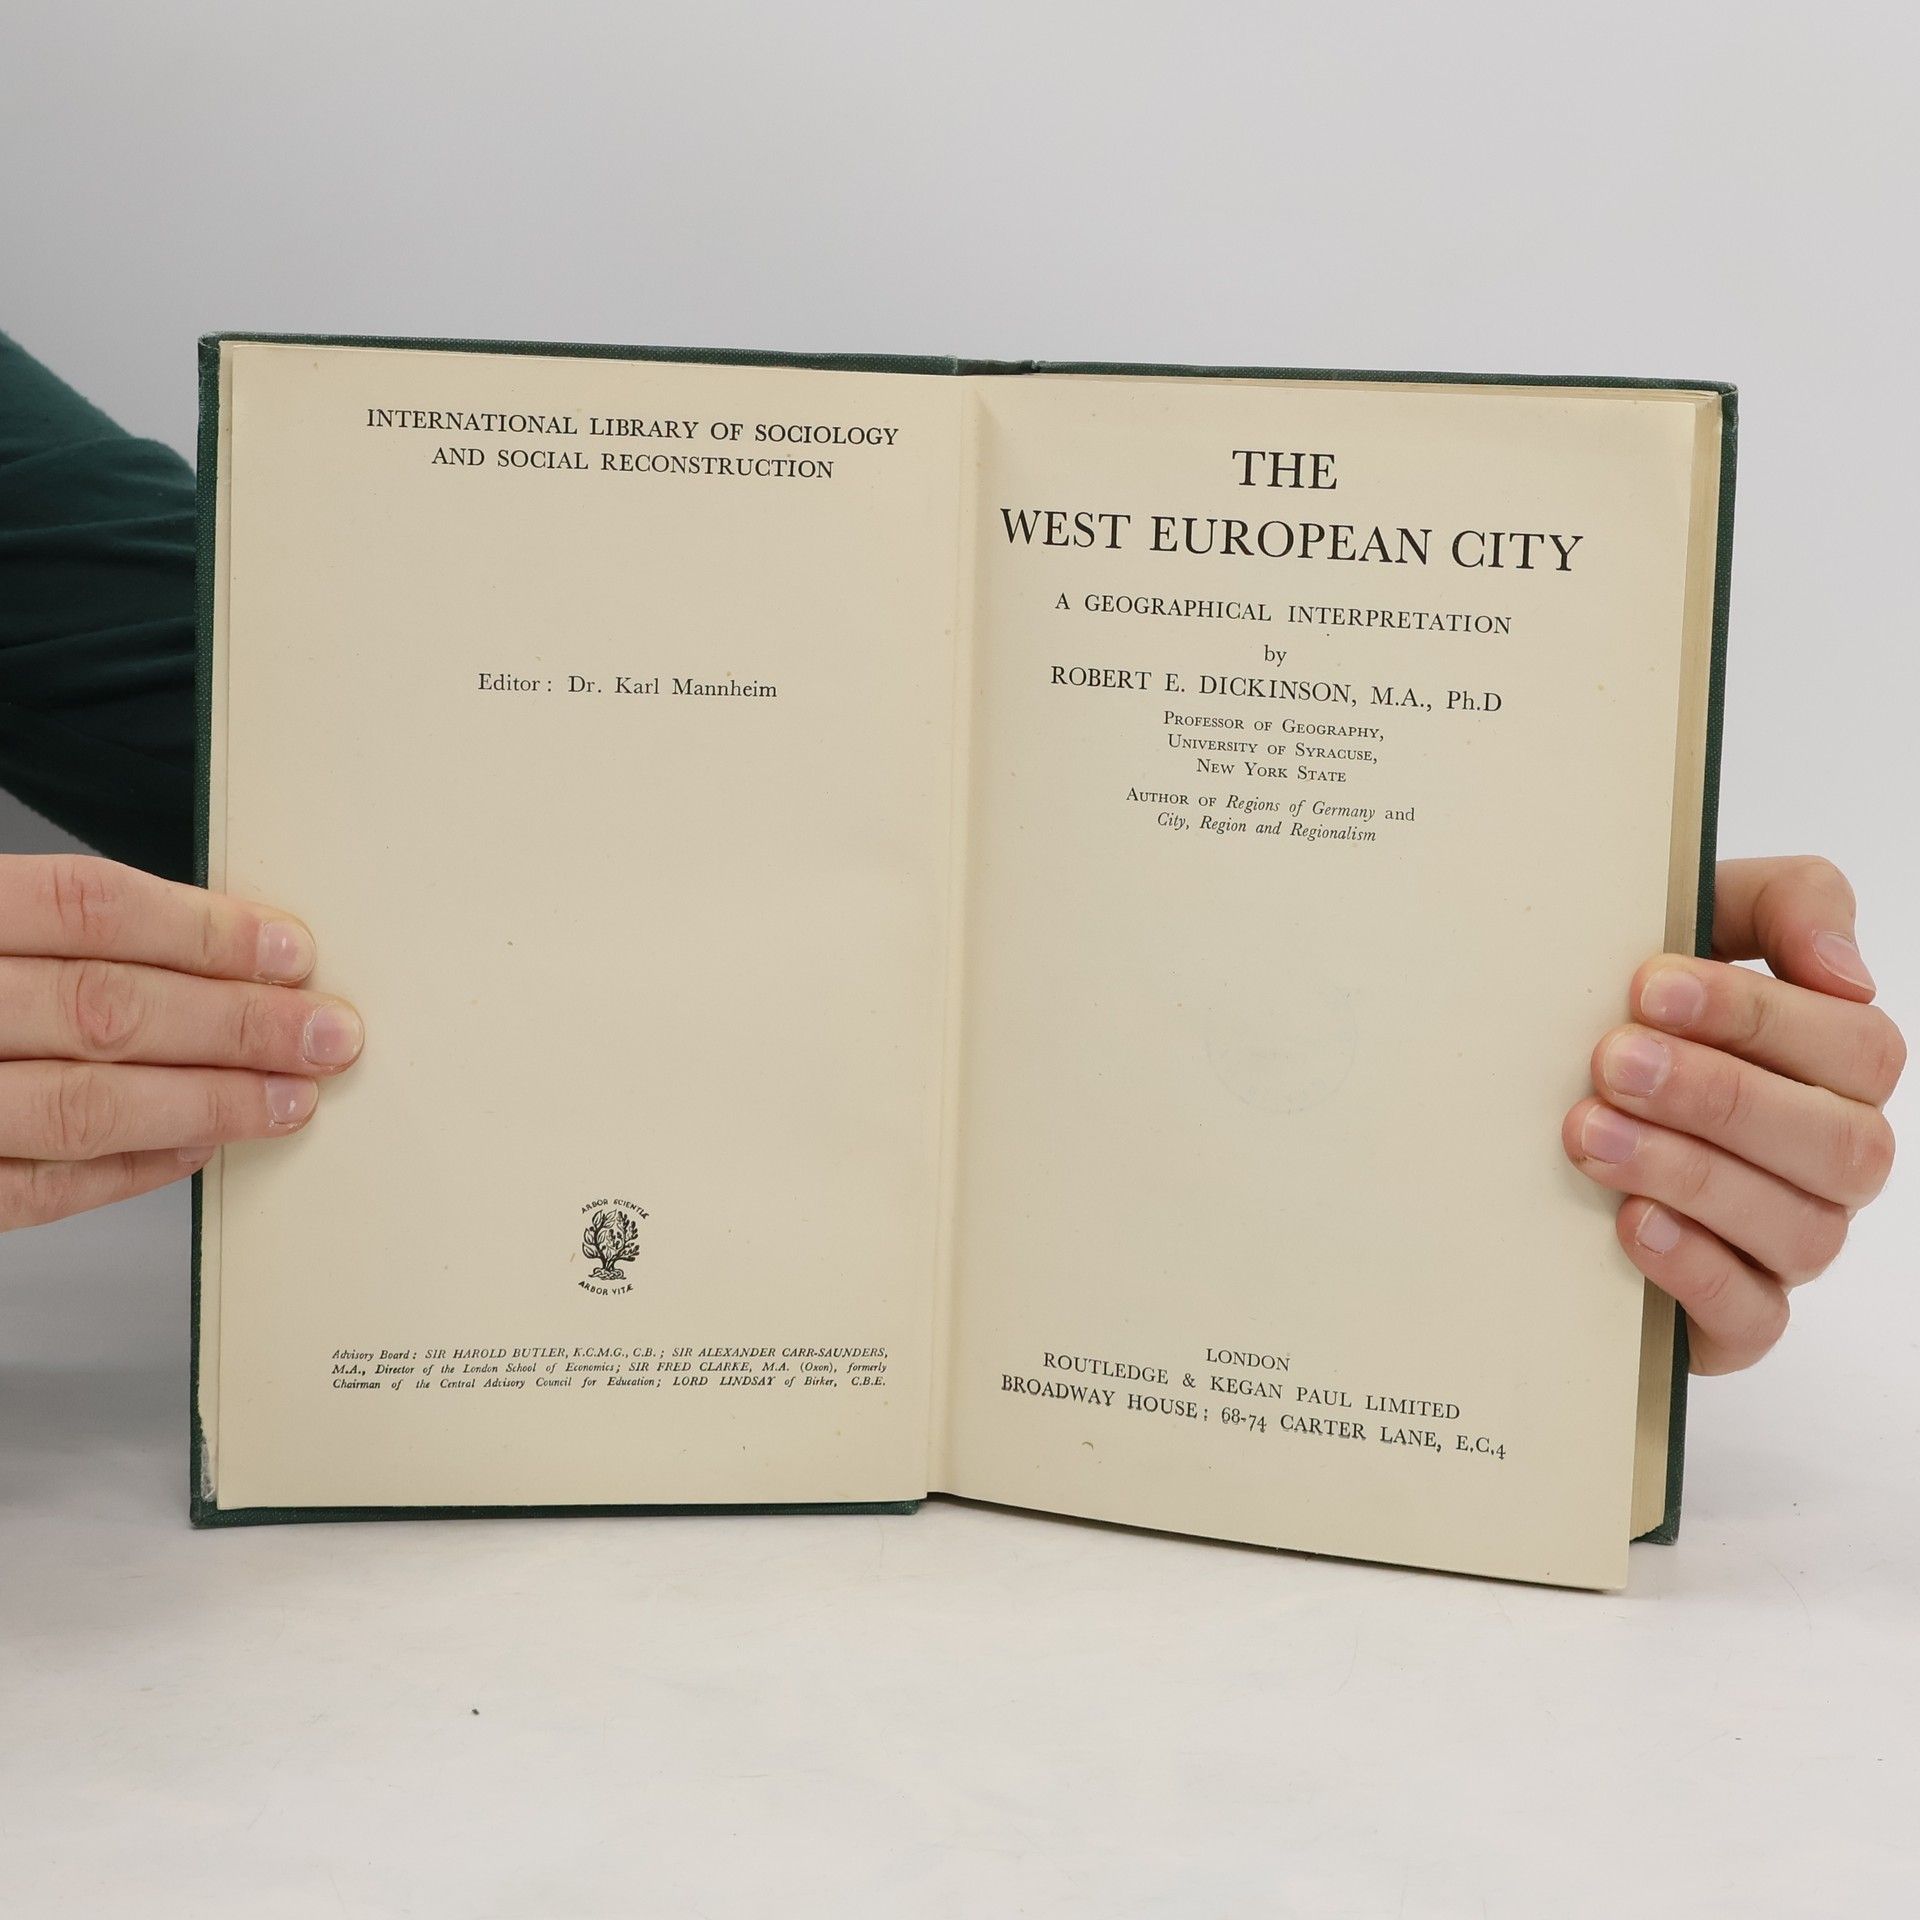 INTERNATIONAL LIBRARY OF SOCIOLOGY
AND SOCIAL RECONSTRUCTION
Editor: Dr. Karl Mannheim
ARBOR SCIENTIÆ
ARBOR VITÆ
Advisory Board: SIR HAROLD BUTLER, K.C.M.G., C.B.; SIR ALEXANDER CARR-SAUNDERS,
M.A., Director of the London School of Economics; SIR FRED CLARKE, M.A. (Oxon), formerly
Chairman of the Central Advisory Council for Education; LORD LINDSAY of Birker, C.B.E.
THE
WEST EUROPEAN CITY
A GEOGRAPHICAL INTERPRETATION
by
ROBERT E. DICKINSON, M.A., Ph.D
PROFESSOR OF GEOGRAPHY,
UNIVERSITY OF SYRACUSE,
NEW YORK STATE
AUTHOR OF Regions of Germany and
City, Region and Regionalism
LONDON
ROUTLEDGE & KEGAN PAUL LIMITED
BROADWAY HOUSE: 68-74 CARTER LANE, E.C.4